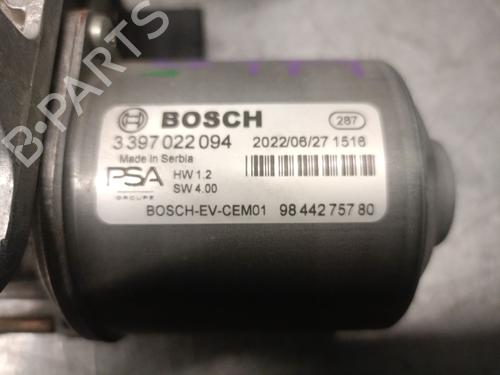 B-PARTS
BOSCH
287
3 397 022 094
2022/06/27 1516
Made in Serbia
PSA
GROUPE
HW 1.2
SW 4.00
BOSCH-EV-CEM01 98 442 757 80